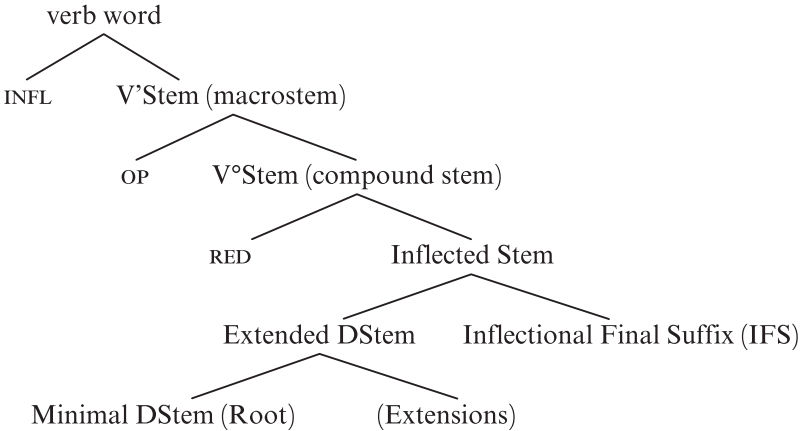 verb word
INFL V'Stem (macrostem)
OP V°Stem (compound stem)
RED Inflected Stem
Extended DStem Inflectional Final Suffix (IFS)
Minimal DStem (Root) (Extensions)